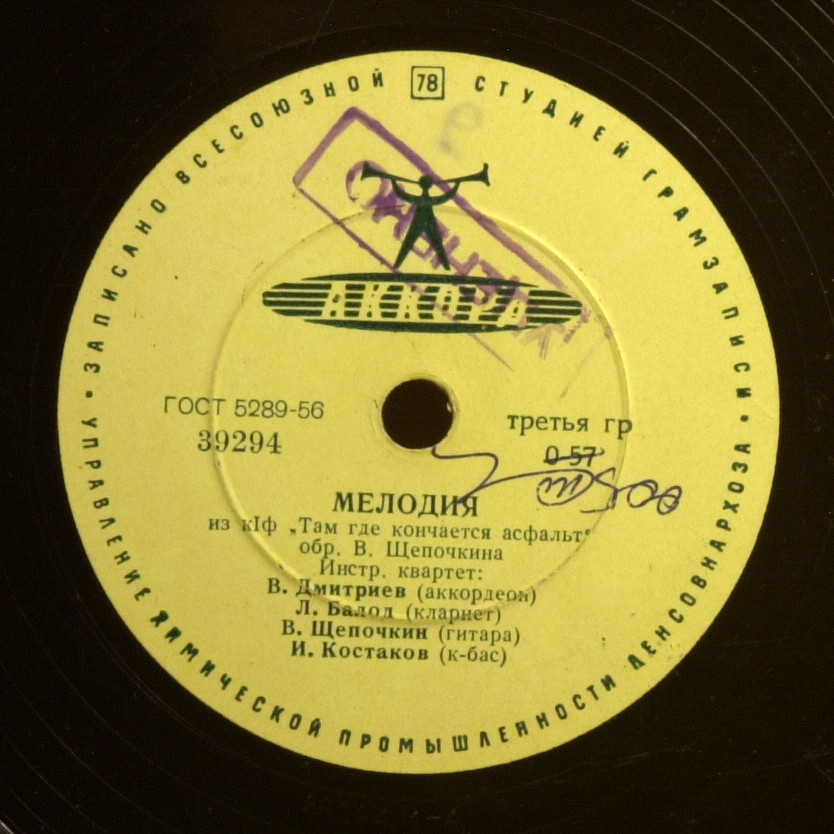 ЗАПИСАНО ВСЕСОЮЗНОЙ 78 СТУДИЕЙ ГРАМЗАПИСИ
АККОРД
ГОСТ 5289-56
39294
третья гр
0-57
МЕЛОДИЯ
из к|ф „Там где кончается асфальт“
обр. В. Щепочкина
Инстр. квартет:
В. Дмитриев (аккордеон)
Л. Балод (кларнет)
В. Щепочкин (гитара)
И. Костаков (к-бас)
УПРАВЛЕНИЕ ХИМИЧЕСКОЙ ПРОМЫШЛЕННОСТИ ЛЕНСОВНАРХОЗА